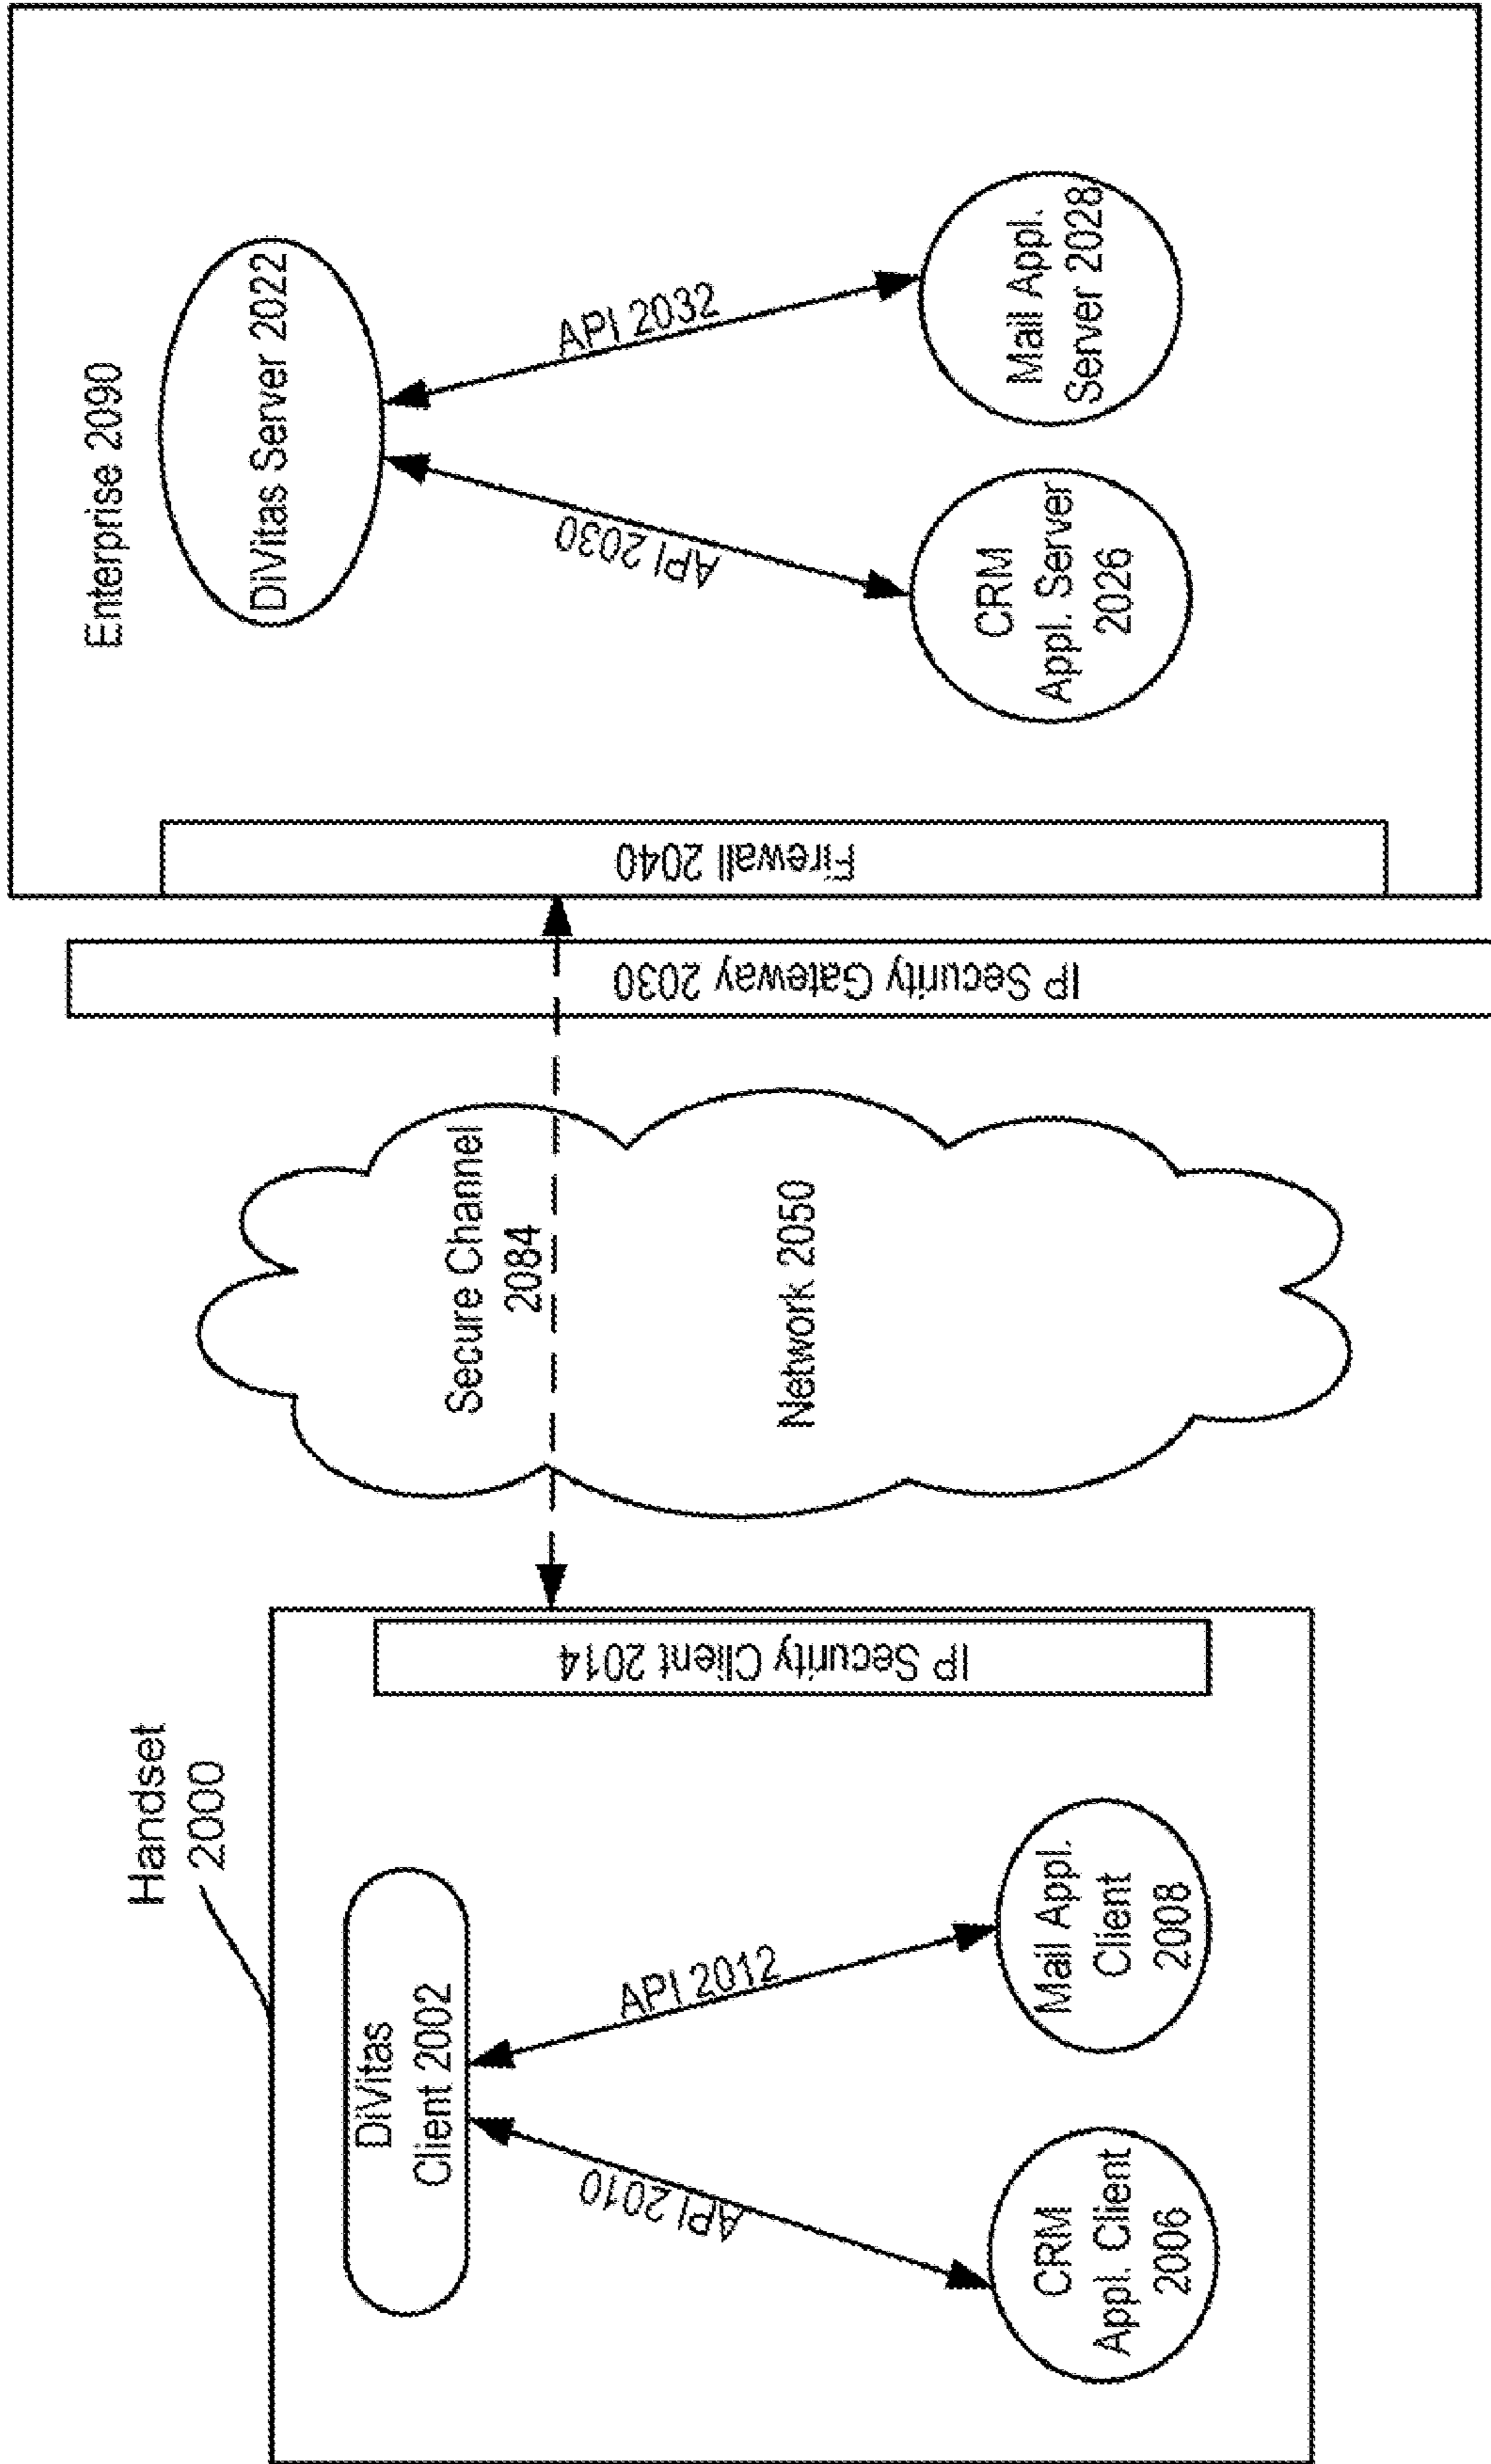 Handset
2000
DiVitas
Client 2002
API 2010
API 2012
CRM
Appl. Client
2006
Mail Appl.
Client
2008
IP Security Client 2014
Secure Channel
2084
Network 2050
IP Security Gateway 2030
Firewall 2040
Enterprise 2090
DiVitas Server 2022
API 2030
API 2032
CRM
Appl. Server
2026
Mail Appl.
Server 2028